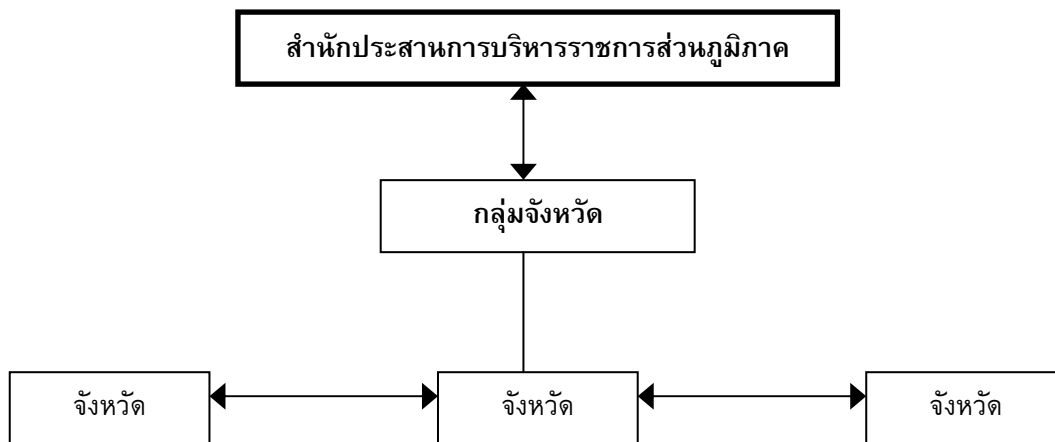 สำนักประสานการบริหารราชการส่วนภูมิภาค
กลุ่มจังหวัด
จังหวัด
จังหวัด
จังหวัด